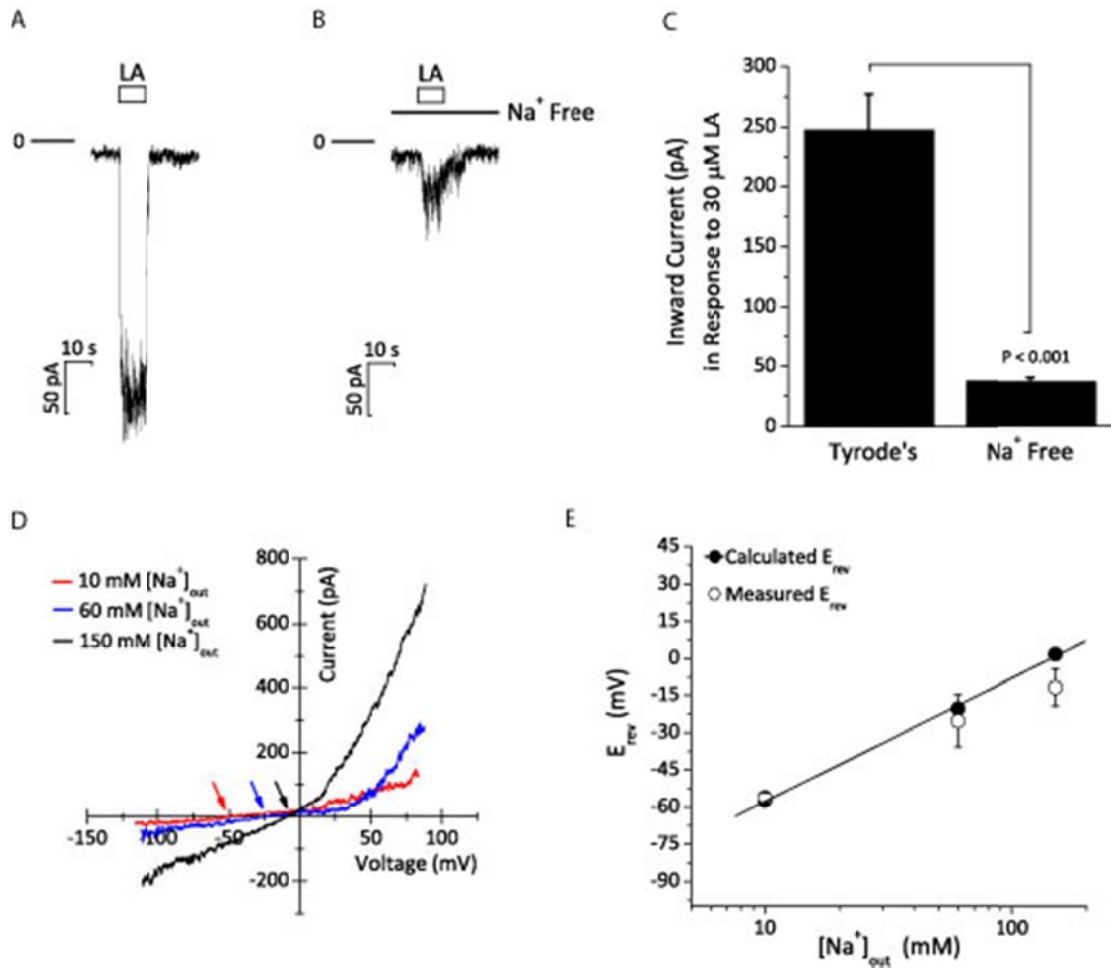 A
LA
0
10 s
50 pA
B
LA
Na⁺ Free
0
10 s
50 pA
C
Inward Current (pA)
in Response to 30 µM LA
300
250
200
150
100
50
0
P < 0.001
Tyrode's
Na⁺ Free
D
10 mM [Na⁺]out
60 mM [Na⁺]out
150 mM [Na⁺]out
Current (pA)
800
600
400
200
-200
-150
-100
-50
50
100
Voltage (mV)
E
Calculated Erev
Measured Erev
Erev (mV)
45
30
15
0
-15
-30
-45
-60
-75
-90
10
100
[Na⁺]out (mM)